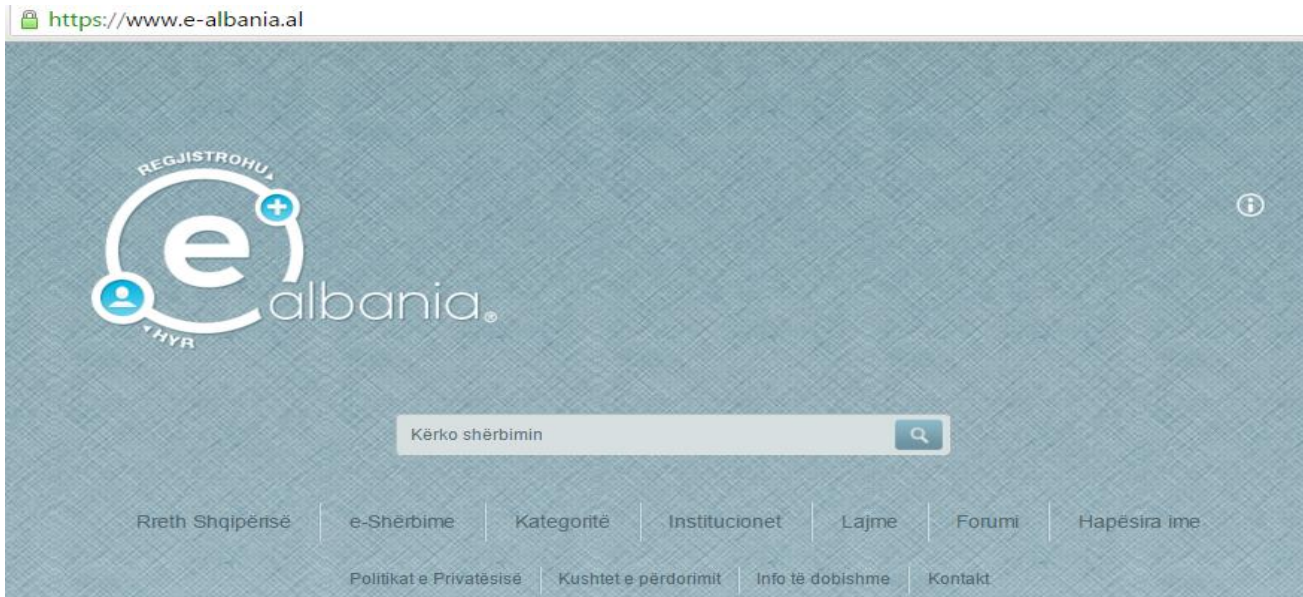 https://www.e-albania.al
REGJISTROHU
e
albania®
HYR
Kërko shërbimin
Rreth Shqipërisë e-Shërbime Kategoritë Institucionet Lajme Forumi Hapësira ime
Politikat e Privatësisë Kushtet e përdorimit Info të dobishme Kontakt